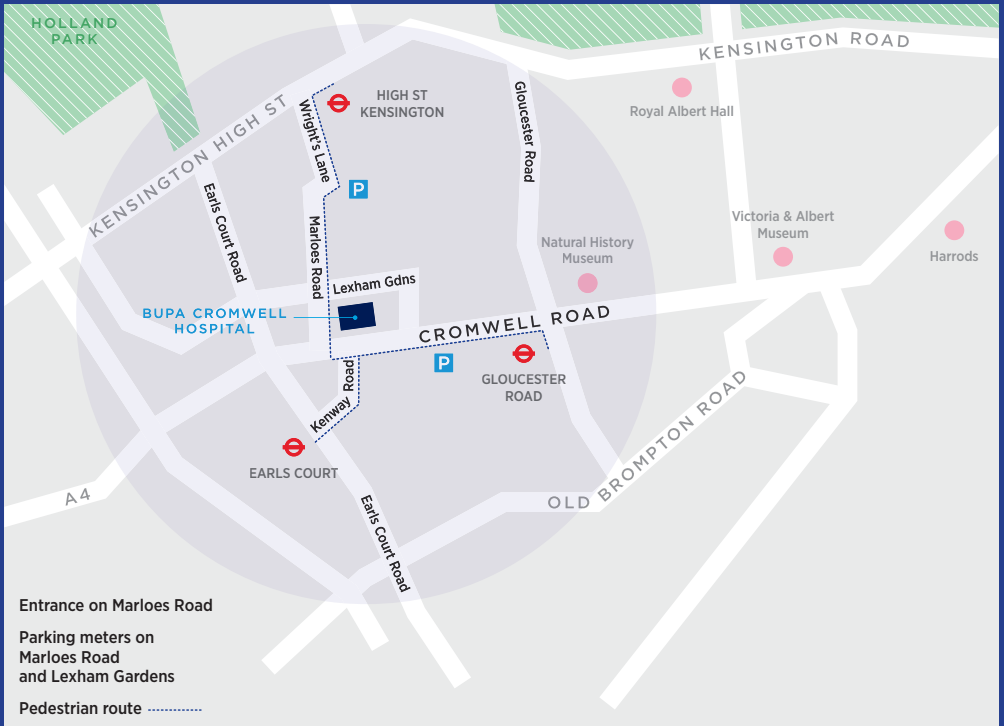 HOLLAND
PARK
KENSINGTON ROAD
Royal Albert Hall
HIGH ST
KENSINGTON
KENSINGTON HIGH ST
Wright's Lane
Gloucester Road
P
Earls Court Road
Marloes Road
Victoria & Albert
Museum
Natural History
Museum
Harrods
Lexham Gdns
BUPA CROMWELL
HOSPITAL
CROMWELL ROAD
P
GLOUCESTER
ROAD
Kenway Road
EARLS COURT
A4
OLD BROMPTON ROAD
Earls Court Road
Entrance on Marloes Road
Parking meters on
Marloes Road
and Lexham Gardens
Pedestrian route